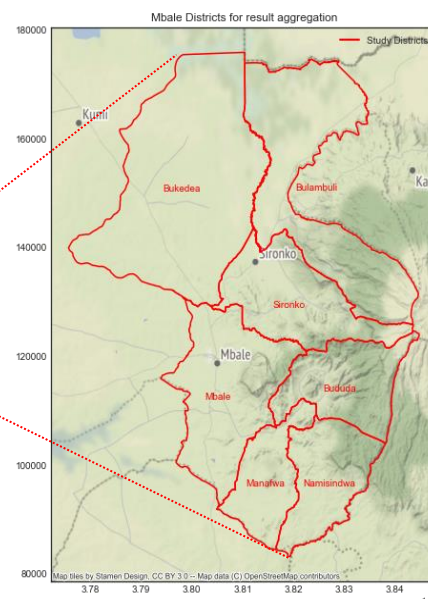 Mbale Districts for result aggregation
180000
Study Districts
Kumi
160000
Ka
Bukedea
Bulambuli
140000
Sironko
Sironko
120000
Mbale
Bududa
Mbale
100000
Manafwa
Namisindwa
80000
Map tiles by Stamen Design, CC BY 3.0 -- Map data (C) OpenStreetMap contributors
3.78 3.79 3.80 3.81 3.82 3.83 3.84